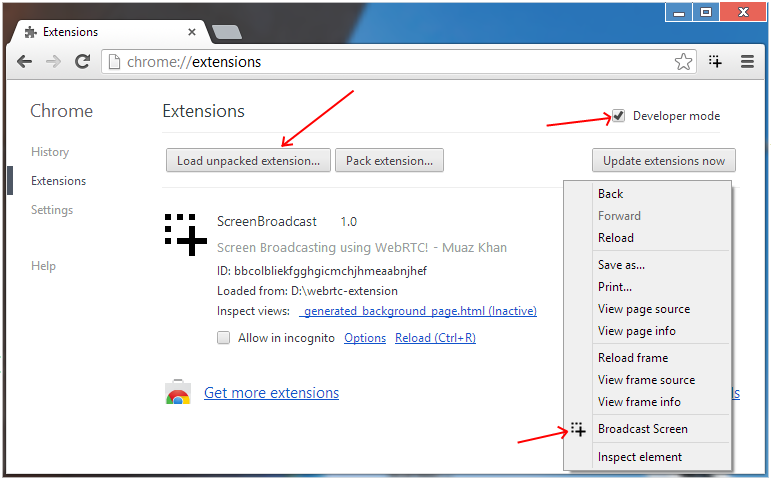 Extensions
chrome://extensions
Chrome
Extensions
Developer mode
History
Load unpacked extension...
Pack extension...
Update extensions now
Extensions
Settings
Help
ScreenBroadcast 1.0
Screen Broadcasting using WebRTC! - Muaz Khan
ID: bbcolbliekfgghgicmchjhmeaabnjhef
Loaded from: D:\webrtc-extension
Inspect views: _generated_background_page.html (Inactive)
Allow in incognito Options Reload (Ctrl+R)
Get more extensions
Back
Forward
Reload
Save as...
Print...
View page source
View page info
Reload frame
View frame source
View frame info
Broadcast Screen
Inspect element